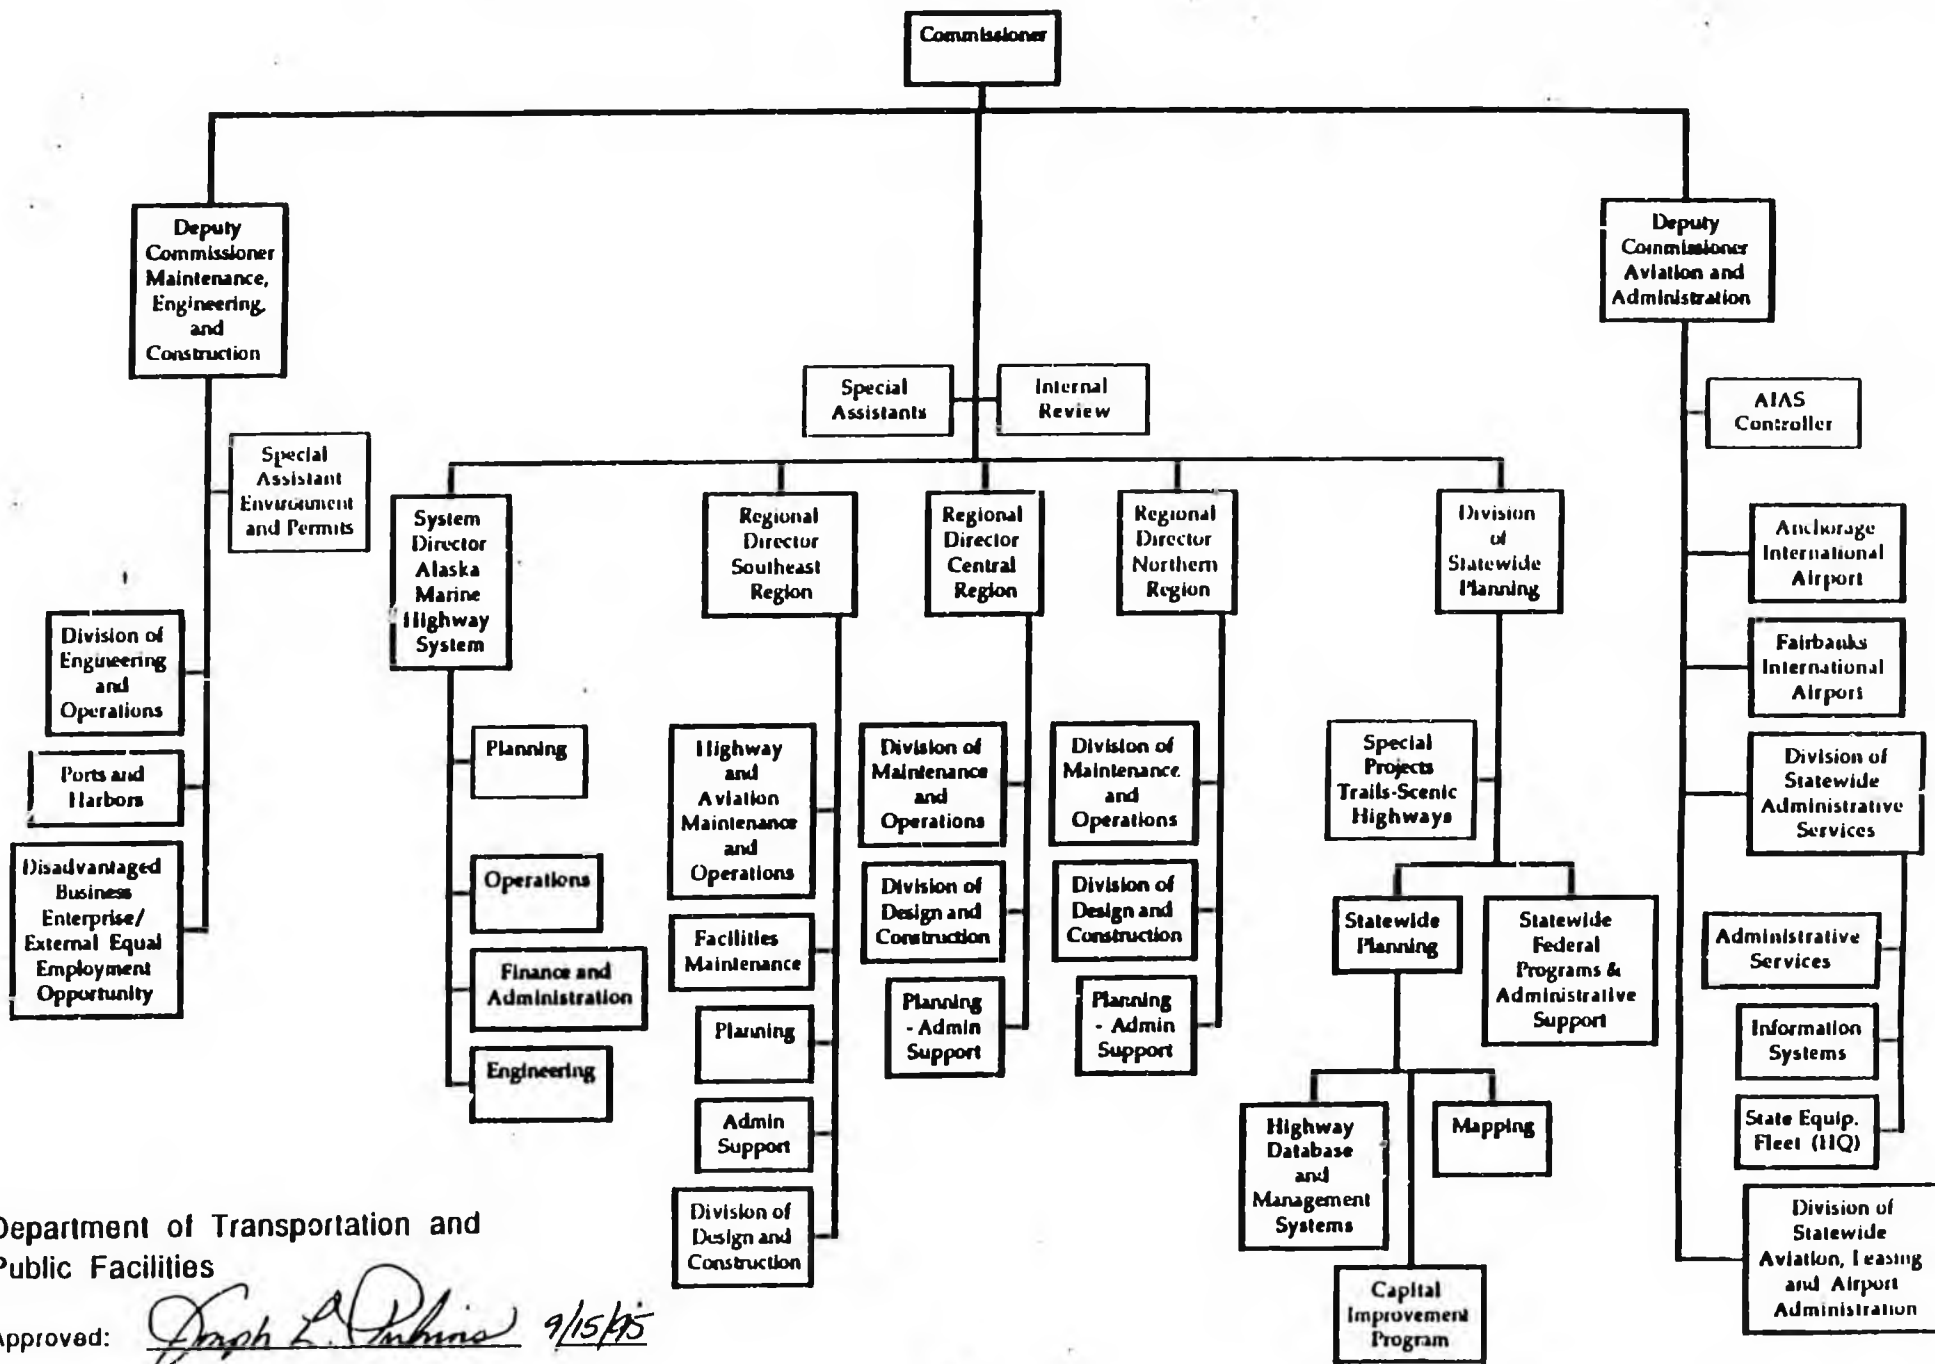 Commissioner
Deputy
Commissioner
Maintenance,
Engineering,
and
Construction
Deputy
Commissioner
Aviation and
Administration
Special
Assistants
Internal
Review
Special
Assistant
Environment
and Permits
AIAS
Controller
System
Director
Alaska
Marine
Highway
System
Regional
Director
Southeast
Region
Regional
Director
Central
Region
Regional
Director
Northern
Region
Division
of
Statewide
Planning
Division of
Engineering
and
Operations
Ports and
Harbors
Disadvantaged
Business
Enterprise/
External Equal
Employment
Opportunity
Planning
Operations
Finance and
Administration
Engineering
Highway
and
Aviation
Maintenance
and
Operations
Facilities
Maintenance
Planning
Admin
Support
Division of
Design and
Construction
Division of
Maintenance
and
Operations
Division of
Design and
Construction
Planning
- Admin
Support
Division of
Maintenance
and
Operations
Division of
Design and
Construction
Planning
- Admin
Support
Special
Projects
Trails-Scenic
Highways
Statewide
Planning
Statewide
Federal
Programs &
Administrative
Support
Highway
Database
and
Management
Systems
Mapping
Capital
Improvement
Program
Anchorage
International
Airport
Fairbanks
International
Airport
Division of
Statewide
Administrative
Services
Administrative
Services
Information
Systems
State Equip.
Fleet (HQ)
Division of
Statewide
Aviation, Leasing
and Airport
Administration
Department of Transportation and
Public Facilities
Approved: Joseph L. Perkins 9/15/95